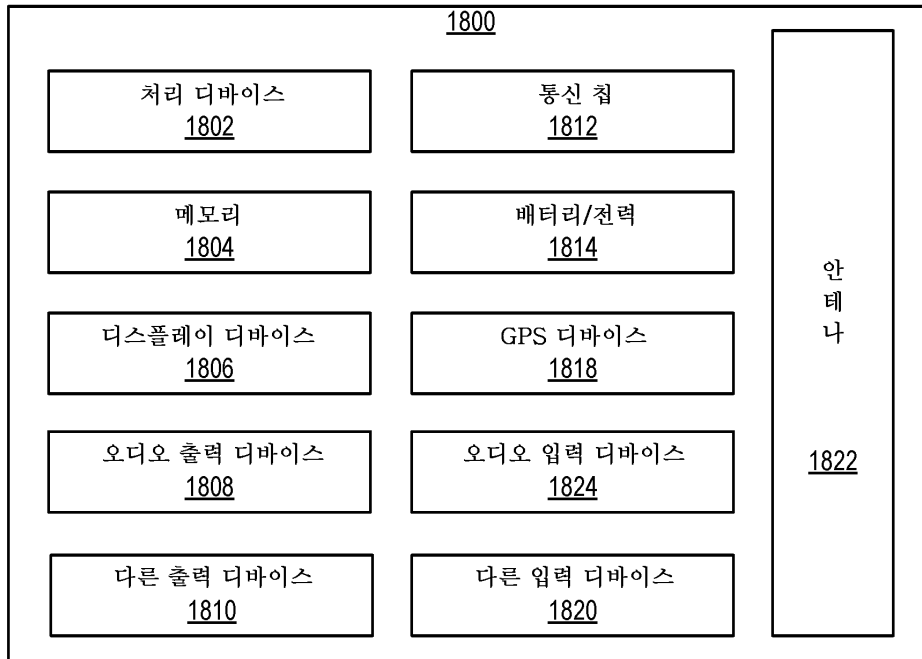 1800
처리 디바이스
1802
통신 칩
1812
메모리
1804
배터리/전력
1814
디스플레이 디바이스
1806
GPS 디바이스
1818
오디오 출력 디바이스
1808
오디오 입력 디바이스
1824
다른 출력 디바이스
1810
다른 입력 디바이스
1820
안
테
나
1822